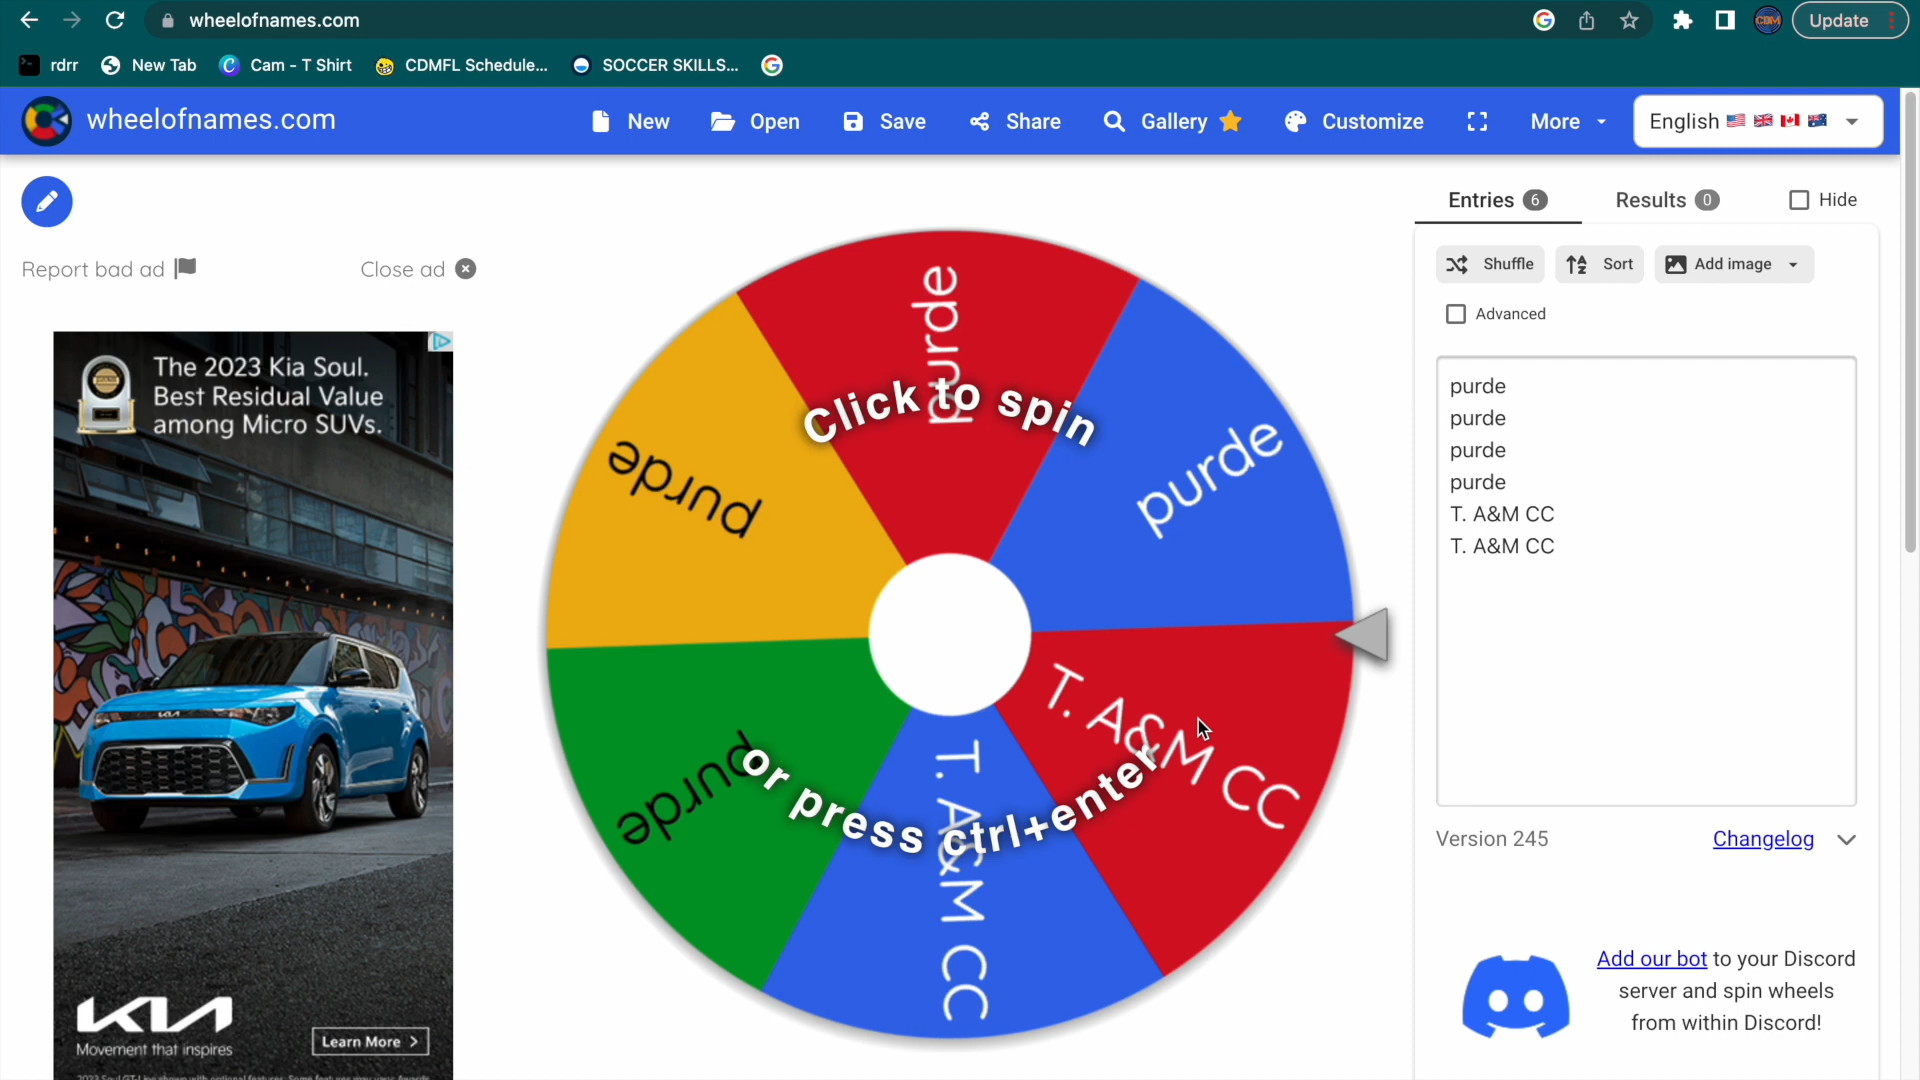 wheelofnames.com
Update
rdrr
New Tab
Cam - T Shirt
CDMFL Schedule...
SOCCER SKILLS...
wheelofnames.com
New
Open
Save
Share
Gallery
Customize
More
English
Report bad ad
Close ad
The 2023 Kia Soul.
Best Residual Value
among Micro SUVs.
KIA
Movement that inspires
Learn More >
purde
purde
purde
purde
T. A&M CC
T. A&M CC
Click to spin
or press ctrl+enter
Entries 6
Results 0
Hide
Shuffle
Sort
Add image
Advanced
purde
purde
purde
purde
T. A&M CC
T. A&M CC
Version 245
Changelog
Add our bot to your Discord
server and spin wheels
from within Discord!